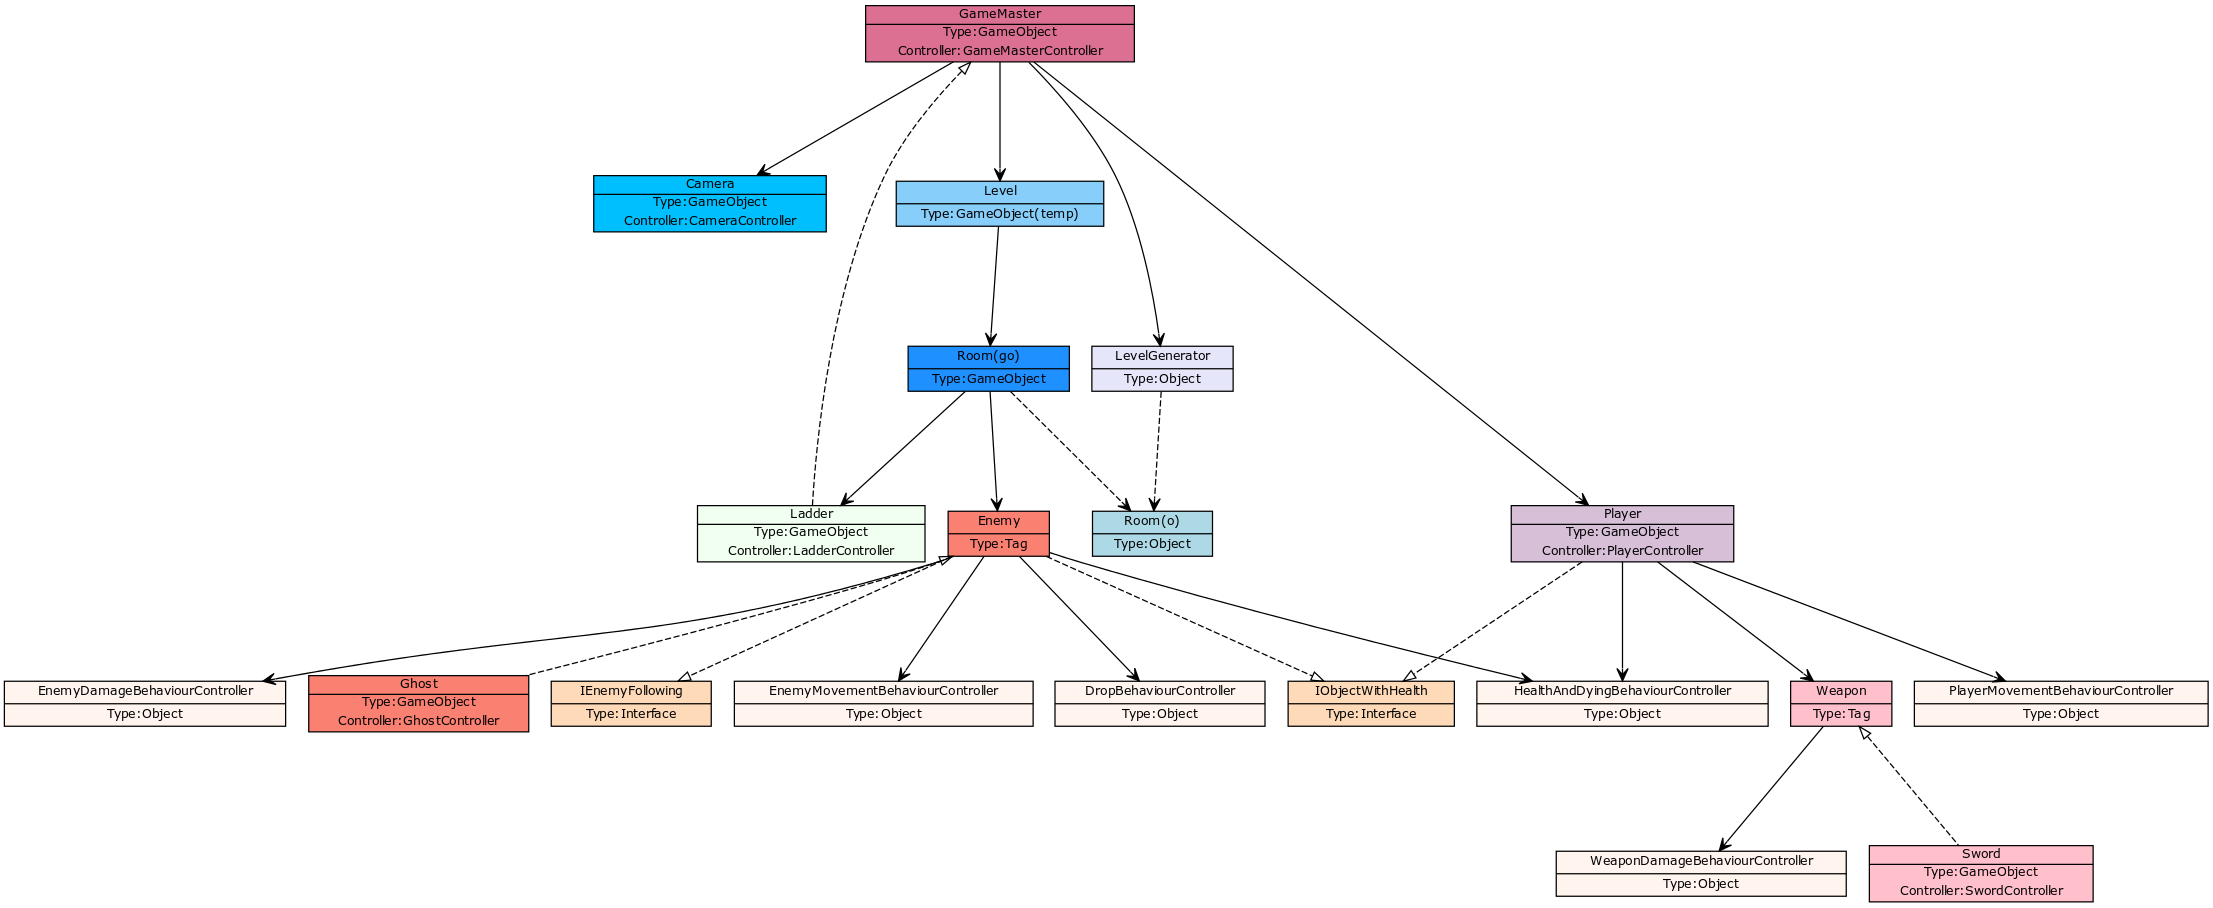 GameMaster
Type:GameObject
Controller:GameMasterController
Camera
Type:GameObject
Controller:CameraController
Level
Type:GameObject(temp)
Room(go)
Type:GameObject
LevelGenerator
Type:Object
Ladder
Type:GameObject
Controller:LadderController
Enemy
Type:Tag
Room(o)
Type:Object
Player
Type:GameObject
Controller:PlayerController
EnemyDamageBehaviourController
Type:Object
Ghost
Type:GameObject
Controller:GhostController
IEnemyFollowing
Type:Interface
EnemyMovementBehaviourController
Type:Object
DropBehaviourController
Type:Object
IObjectWithHealth
Type:Interface
HealthAndDyingBehaviourController
Type:Object
Weapon
Type:Tag
PlayerMovementBehaviourController
Type:Object
WeaponDamageBehaviourController
Type:Object
Sword
Type:GameObject
Controller:SwordController